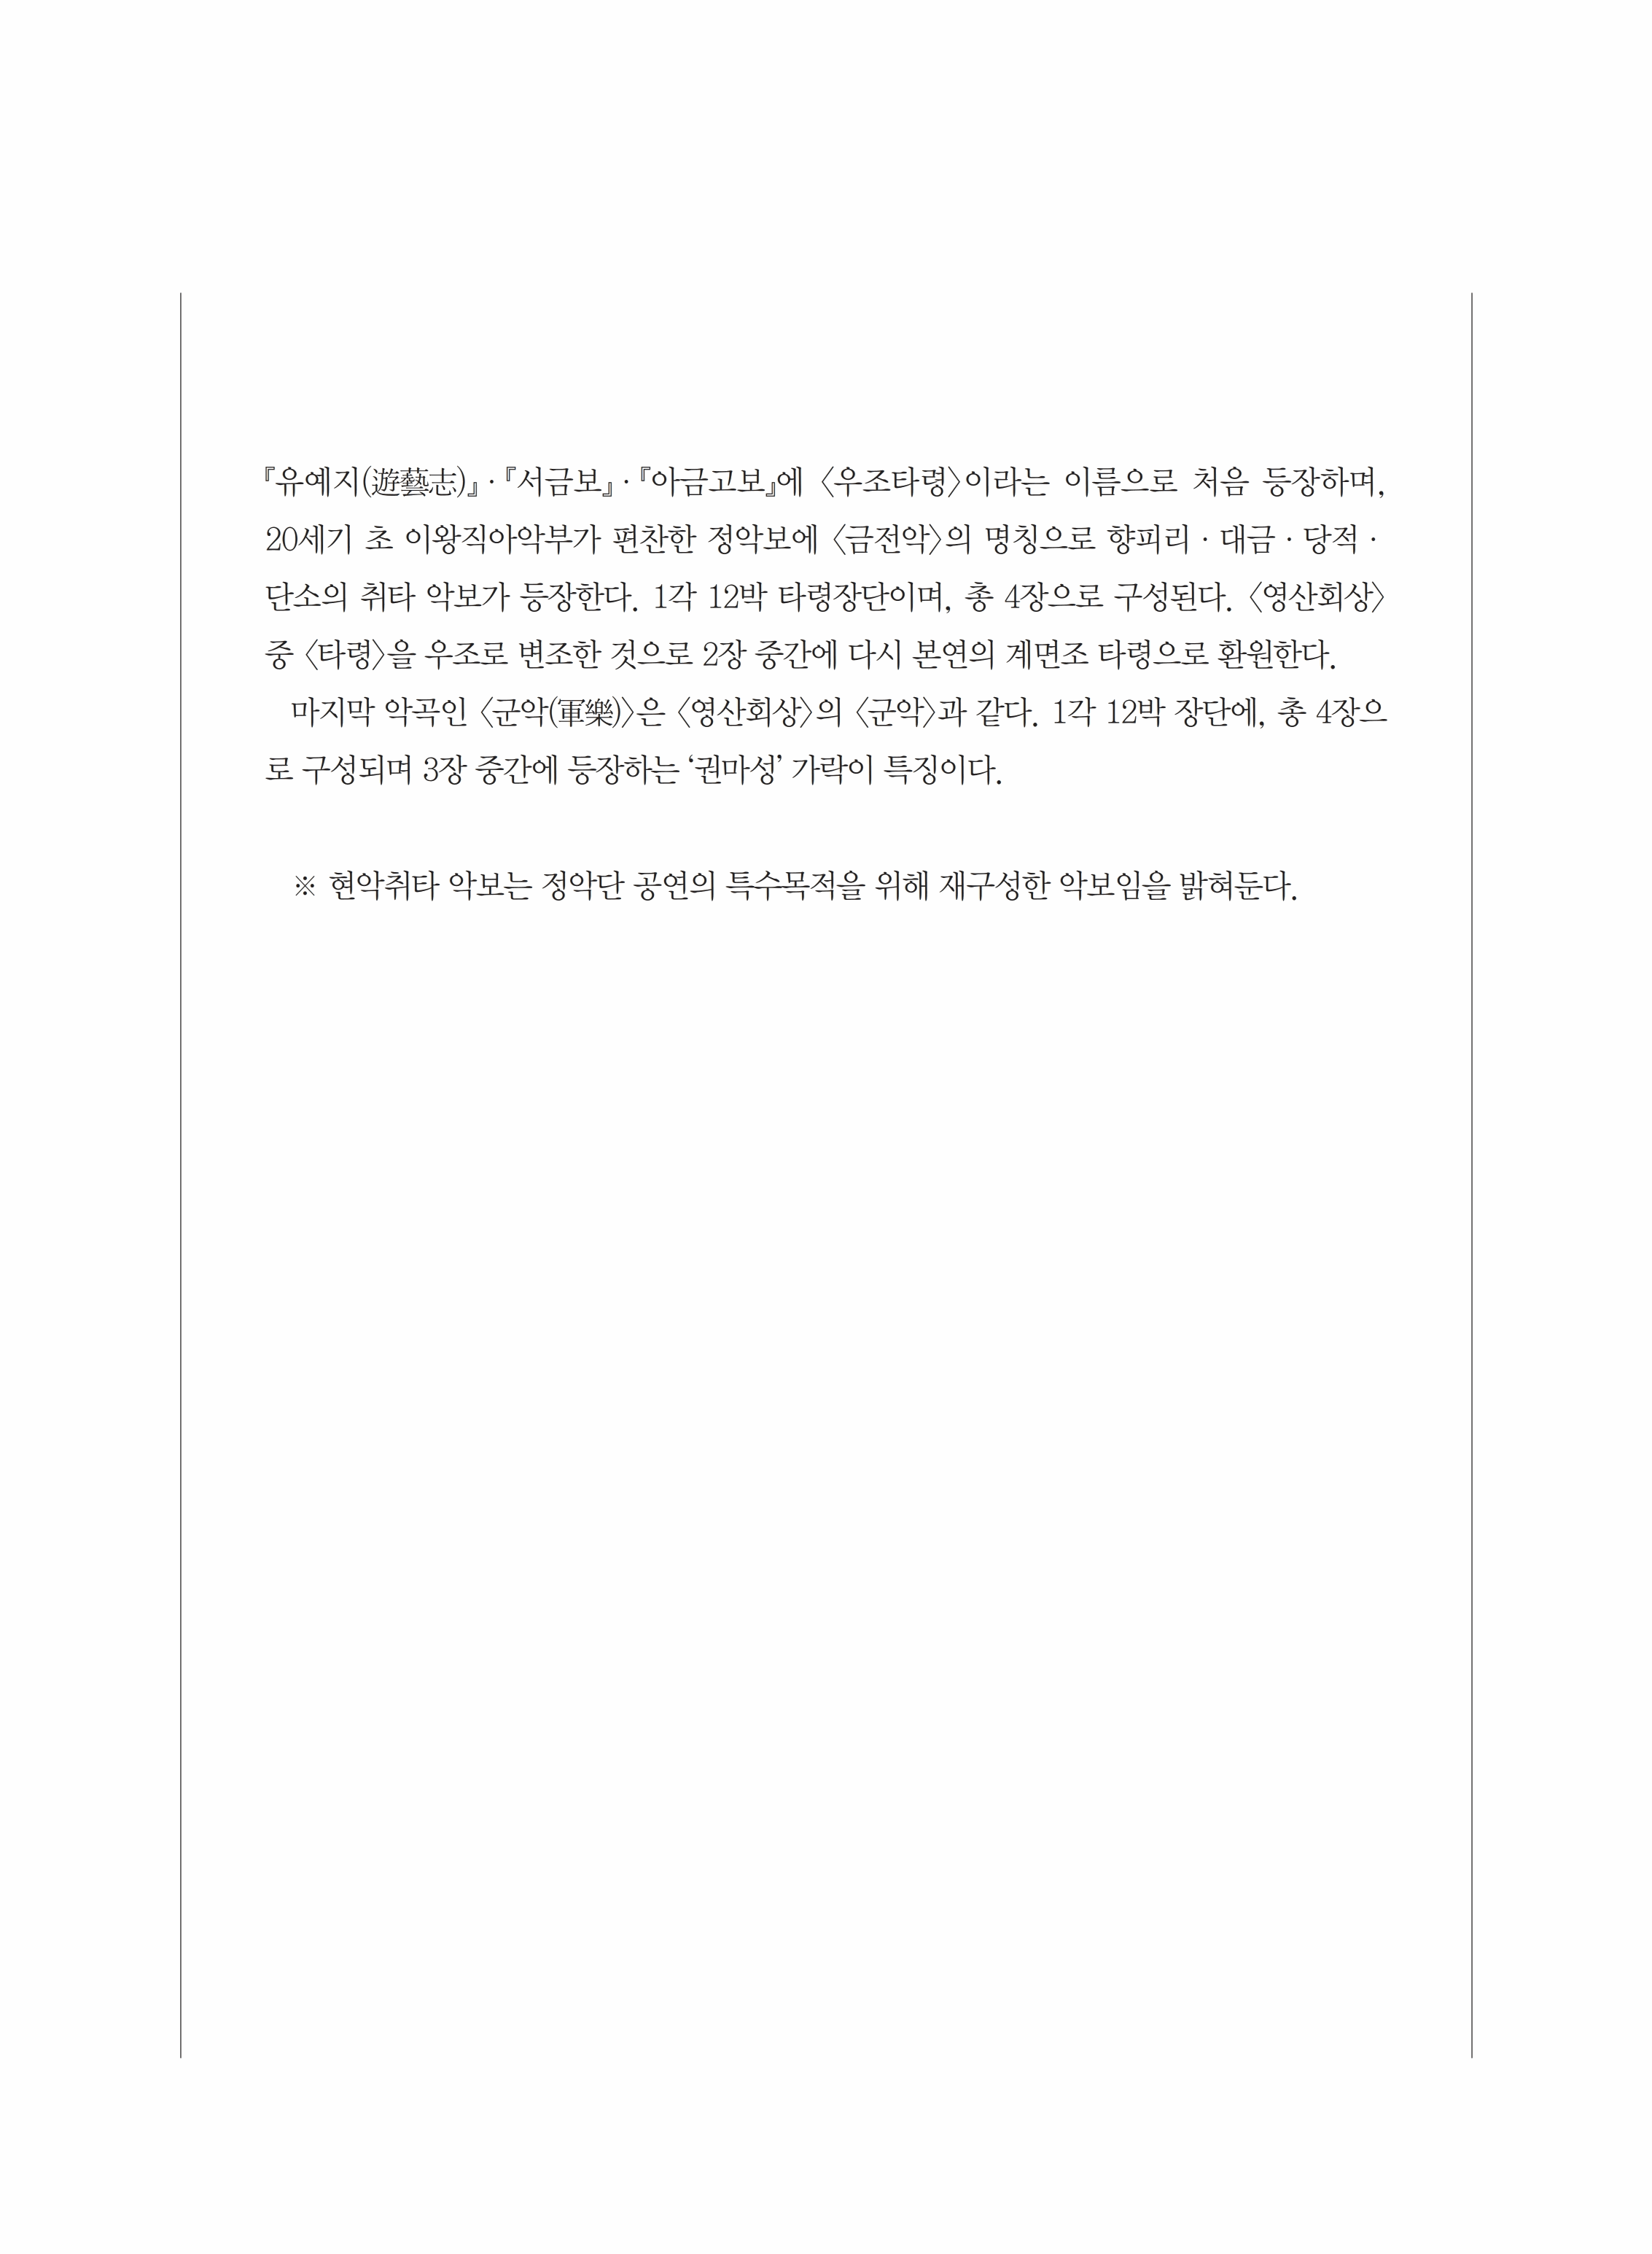 『유예지(遊藝志)』·『서금보』·『아금고보』에 〈우조타령〉이라는 이름으로 처음 등장하며,
20세기 초 이왕직아악부가 편찬한 정악보에 〈금전악〉의 명칭으로 향피리 · 대금 · 당적 ·
단소의 취타 악보가 등장한다. 1각 12박 타령장단이며, 총 4장으로 구성된다. 〈영산회상〉
중 〈타령〉을 우조로 변조한 것으로 2장 중간에 다시 본연의 계면조 타령으로 환원한다.
마지막 악곡인 〈군악(軍樂)〉은 〈영산회상〉의 〈군악〉과 같다. 1각 12박 장단에, 총 4장으
로 구성되며 3장 중간에 등장하는 ‘권마성’ 가락이 특징이다.
※ 현악취타 악보는 정악단 공연의 특수목적을 위해 재구성한 악보임을 밝혀둔다.